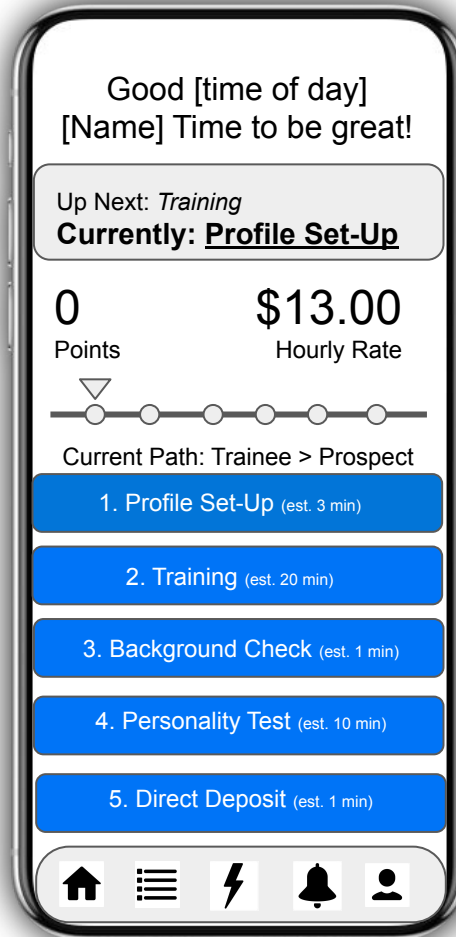 Good [time of day]
[Name] Time to be great!
Up Next: Training
Currently: Profile Set-Up
0 $13.00
Points Hourly Rate
Current Path: Trainee > Prospect
1. Profile Set-Up (est. 3 min)
2. Training (est. 20 min)
3. Background Check (est. 1 min)
4. Personality Test (est. 10 min)
5. Direct Deposit (est. 1 min)